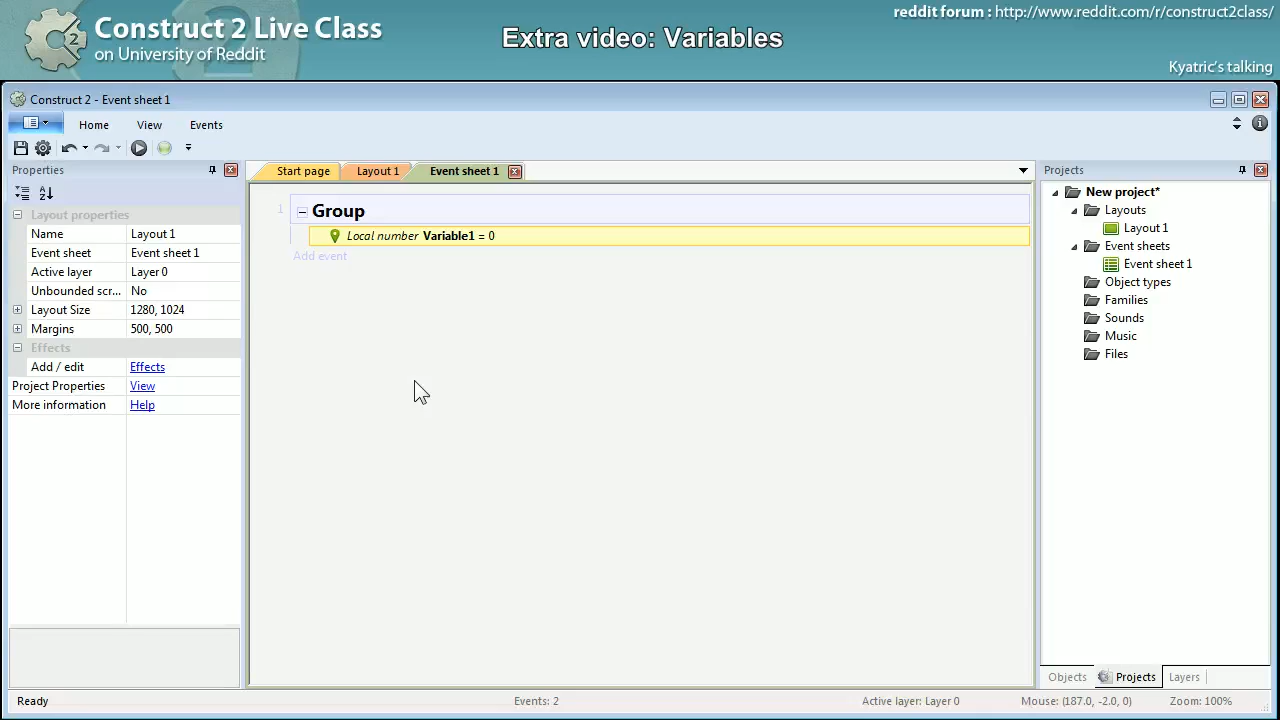 Construct 2 Live Class
on University of Reddit
Extra video: Variables
reddit forum : http://www.reddit.com/r/construct2class/
Kyatric's talking
Construct 2 - Event sheet 1
Home View Events
Properties
Layout properties
Name Layout 1
Event sheet Event sheet 1
Active layer Layer 0
Unbounded scr... No
Layout Size 1280, 1024
Margins 500, 500
Effects
Add / edit Effects
Project Properties View
More information Help
Start page Layout 1 Event sheet 1
1 Group
Local number Variable1 = 0
Add event
Projects
New project*
Layouts
Layout 1
Event sheets
Event sheet 1
Object types
Families
Sounds
Music
Files
Objects Projects Layers
Ready Events: 2 Active layer: Layer 0 Mouse: (187.0, -2.0, 0) Zoom: 100%